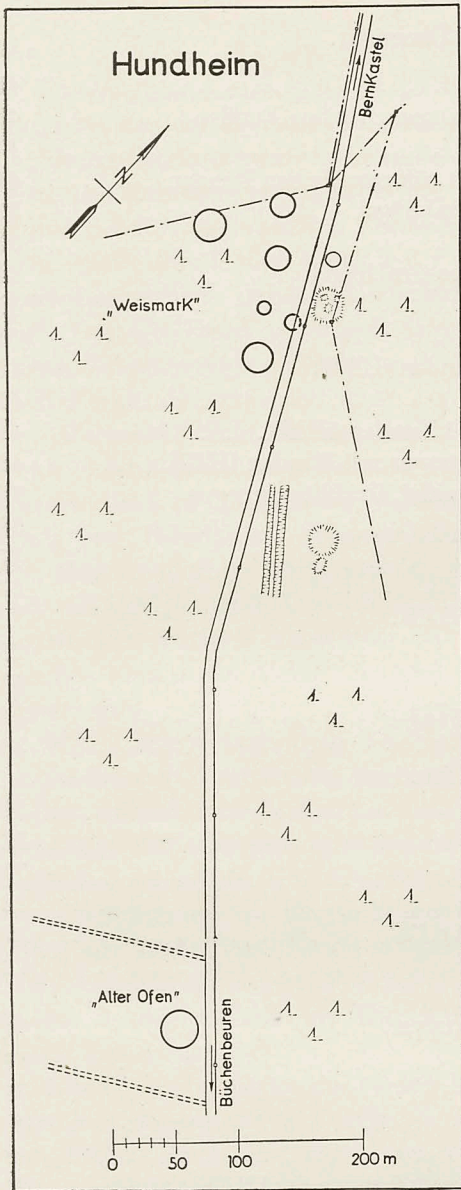 Hundheim
BernKastel
N
„WeismarK"
„Alter Ofen"
Büchenbeuren
0 50 100 200 m